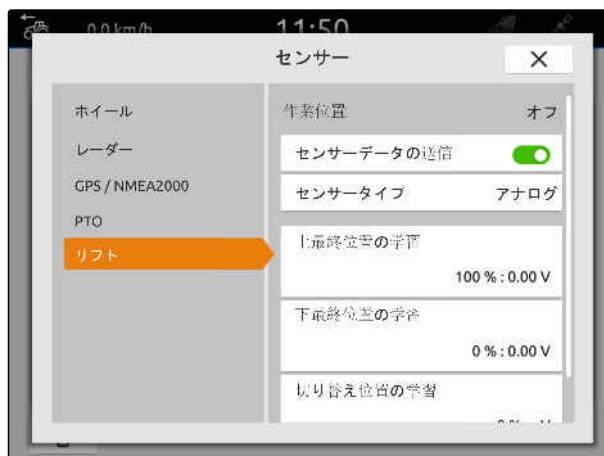 0.0 km/h
11:50
センサー
ホイール
レーダー
GPS / NMEA2000
PTO
リフト
作業位置 オフ
センサーデータの送信
センサータイプ アナログ
上最終位置の学習
100 % : 0.00 V
下最終位置の学習
0 % : 0.00 V
切り替え位置の学習